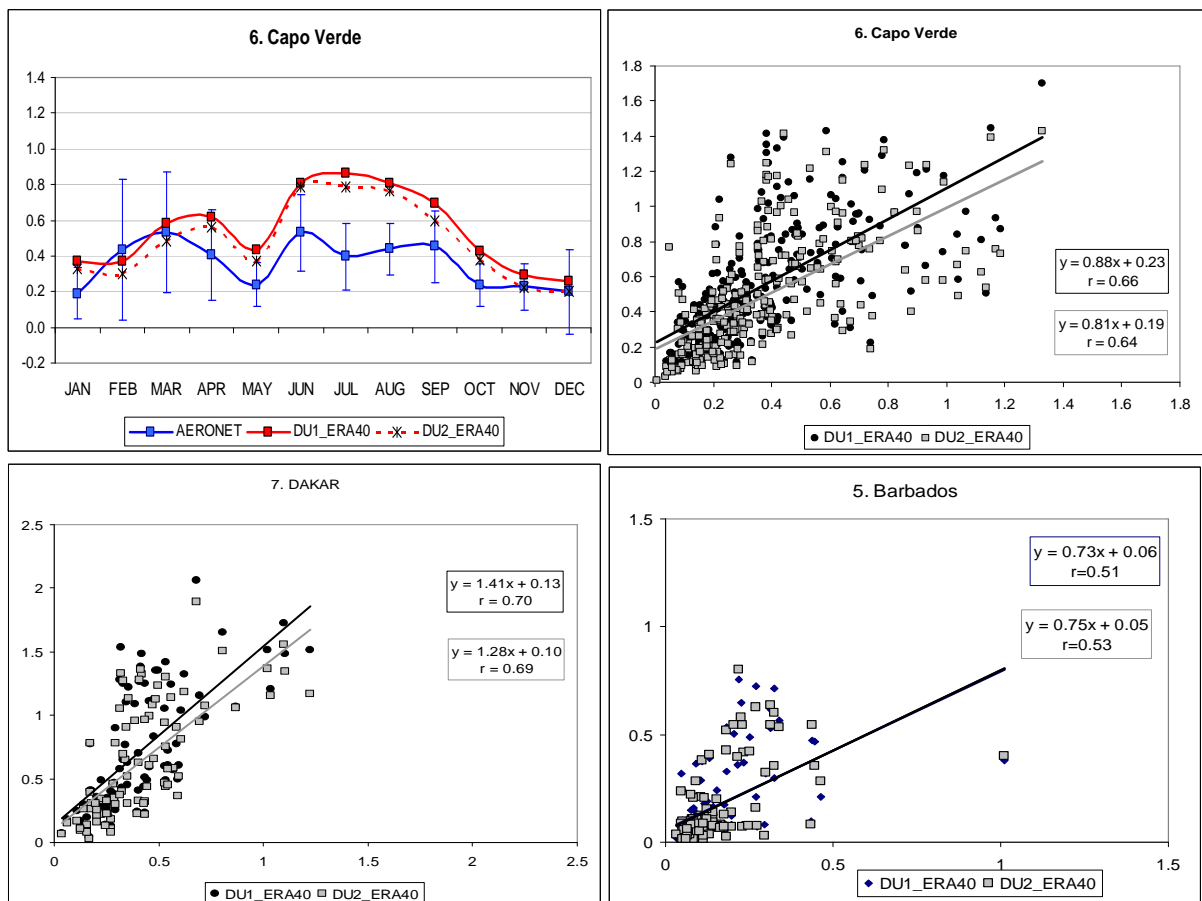 6. Capo Verde
1.4
1.2
1.0
0.8
0.6
0.4
0.2
0.0
-0.2
JAN FEB MAR APR MAY JUN JUL AUG SEP OCT NOV DEC
AERONET DU1_ERA40 DU2_ERA40
6. Capo Verde
1.8
1.6
1.4
1.2
1
0.8
0.6
0.4
0.2
0
y = 0.88x + 0.23
r = 0.66
y = 0.81x + 0.19
r = 0.64
0 0.2 0.4 0.6 0.8 1 1.2 1.4 1.6 1.8
DU1_ERA40 DU2_ERA40
7. DAKAR
2.5
2
1.5
1
0.5
0
y = 1.41x + 0.13
r = 0.70
y = 1.28x + 0.10
r = 0.69
0 0.5 1 1.5 2 2.5
DU1_ERA40 DU2_ERA40
5. Barbados
1.5
1
0.5
0
y = 0.73x + 0.06
r=0.51
y = 0.75x + 0.05
r=0.53
0 0.5 1 1.5
DU1_ERA40 DU2_ERA40